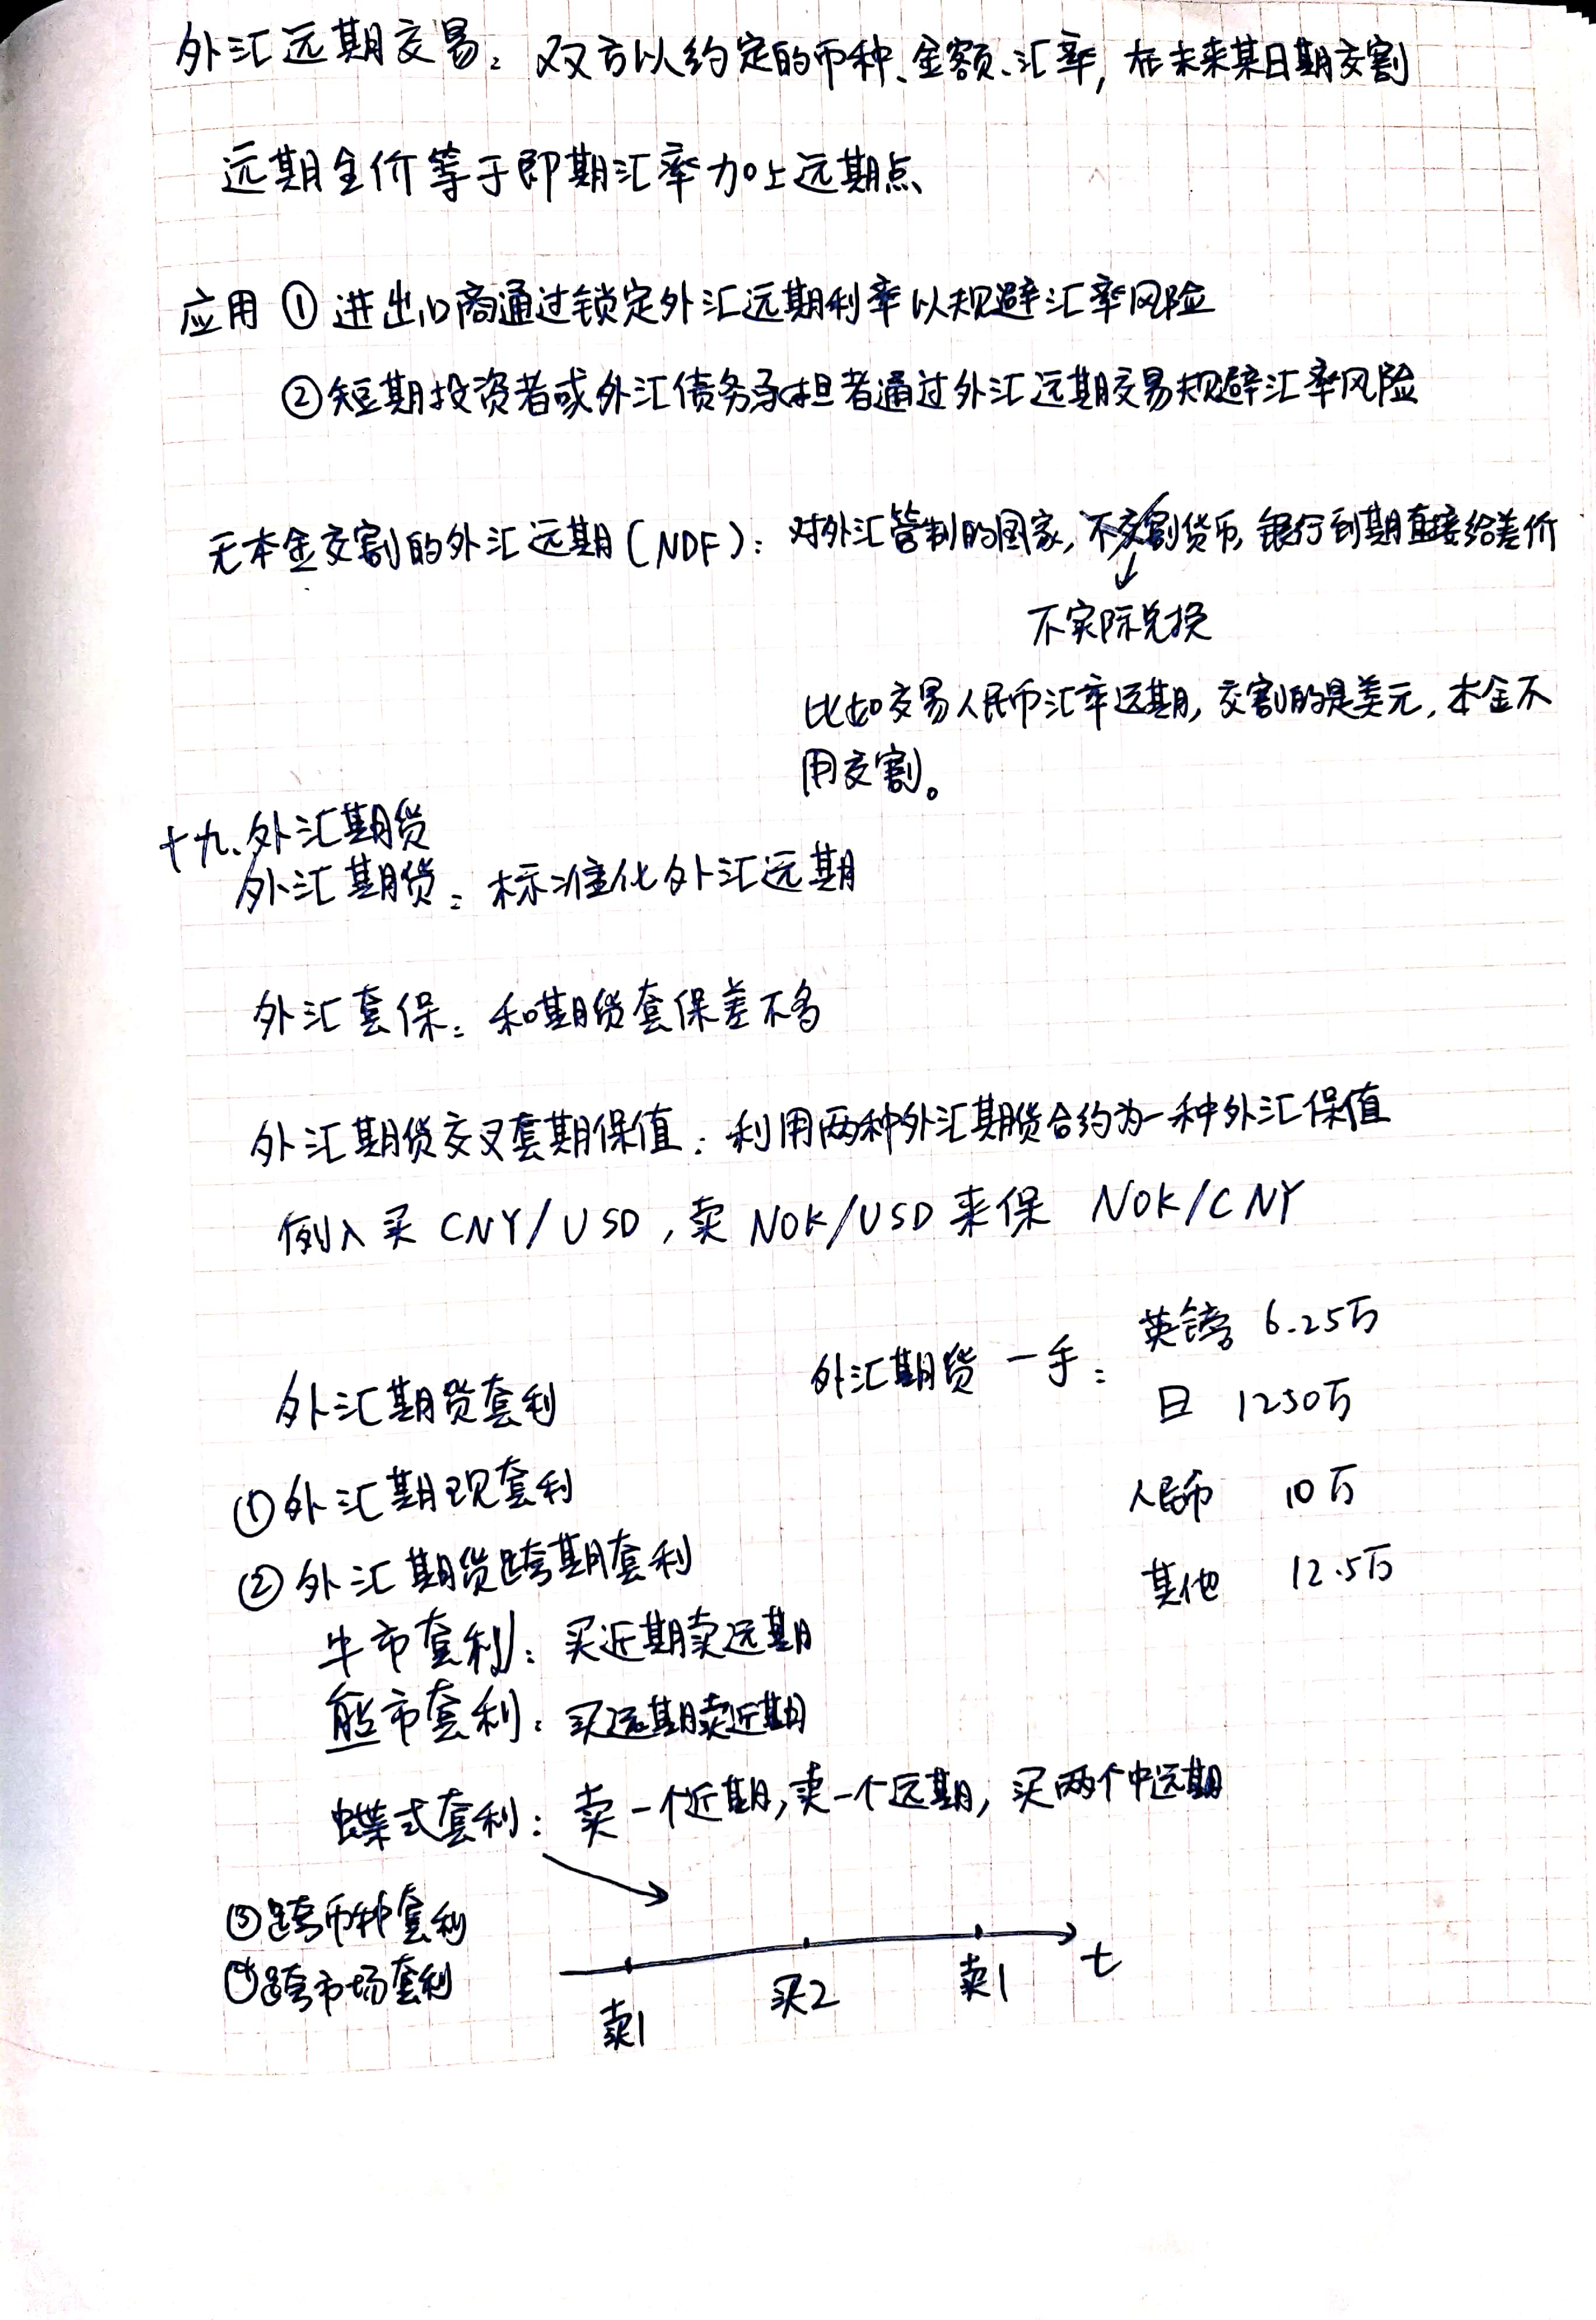 外汇远期交易：双方以约定的币种、金额、汇率，在未来某日期交割
远期全价等于即期汇率加上远期点
应用 ① 进出口商通过锁定外汇远期利率以规避汇率风险
② 短期投资者或外汇债务承担者通过外汇远期交易规避汇率风险
无本金交割的外汇远期（NDF）：对外汇管制的国家，不交割货币，银行到期直接给差价
不实际兑换
比如交易人民币汇率远期，交割的是美元，本金不
用交割。
十九、外汇期货
外汇期货：标准化外汇远期
外汇套保：和期货套保差不多
外汇期货交叉套期保值：利用两种外汇期货合约为一种外汇保值
例入买 CNY/USD，卖 NOK/USD 来保 NOK/CNY
外汇期货一手：英镑 6.25万
日 1250万
人民币 10万
其他 12.5万
外汇期货套利
① 外汇期现套利
② 外汇期货跨期套利
牛市套利：买近期卖远期
熊市套利：买远期卖近期
蝶式套利：卖一个近期，卖一个远期，买两个中远期
③ 跨币种套利
④ 跨市场套利
卖1 买2 卖1 t